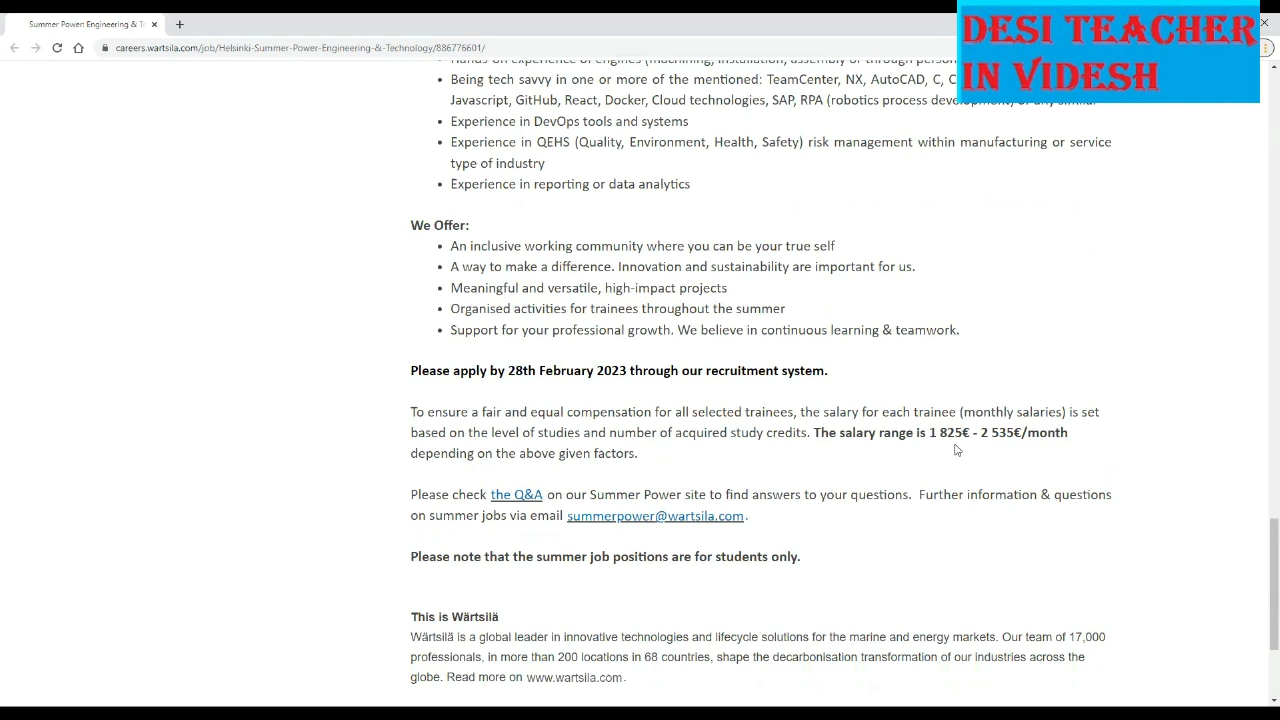 Summer Power: Engineering & Te
careers.wartsila.com/job/Helsinki-Summer-Power-Engineering-&-Technology/886776601/
DESI TEACHER
IN VIDESH
Hands on experience of engines (machining, installation, assembly or through
• Being tech savvy in one or more of the mentioned: TeamCenter, NX, AutoCAD, C,
Javascript, GitHub, React, Docker, Cloud technologies, SAP, RPA (robotics process
• Experience in DevOps tools and systems
• Experience in QEHS (Quality, Environment, Health, Safety) risk management within manufacturing or service
type of industry
• Experience in reporting or data analytics
We Offer:
• An inclusive working community where you can be your true self
• A way to make a difference. Innovation and sustainability are important for us.
• Meaningful and versatile, high-impact projects
• Organised activities for trainees throughout the summer
• Support for your professional growth. We believe in continuous learning & teamwork.
Please apply by 28th February 2023 through our recruitment system.
To ensure a fair and equal compensation for all selected trainees, the salary for each trainee (monthly salaries) is set
based on the level of studies and number of acquired study credits. The salary range is 1 825€ - 2 535€/month
depending on the above given factors.
Please check the Q&A on our Summer Power site to find answers to your questions. Further information & questions
on summer jobs via email summerpower@wartsila.com.
Please note that the summer job positions are for students only.
This is Wärtsilä
Wärtsilä is a global leader in innovative technologies and lifecycle solutions for the marine and energy markets. Our team of 17,000
professionals, in more than 200 locations in 68 countries, shape the decarbonisation transformation of our industries across the
globe. Read more on www.wartsila.com.